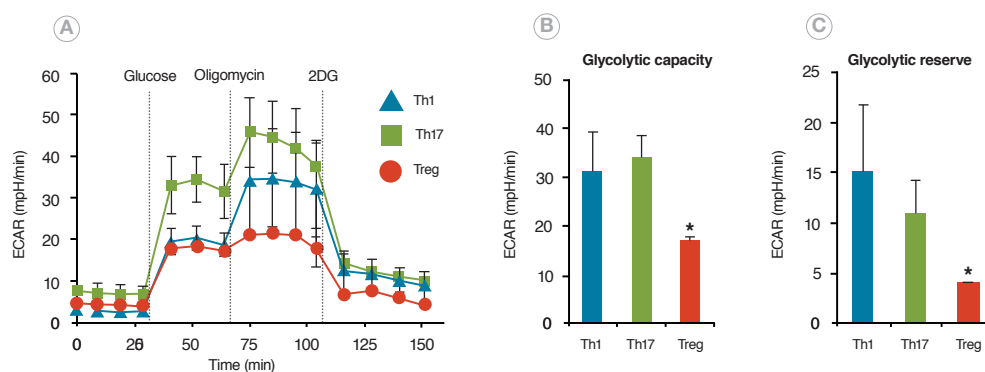 A
60
50
40
30
20
10
0
ECAR (mpH/min)
Glucose
Oligomycin
2DG
Th1
Th17
Treg
0
25
50
75
100
125
150
Time (min)
B
Glycolytic capacity
50
40
30
20
10
0
ECAR (mpH/min)
*
Th1
Th17
Treg
C
Glycolytic reserve
25
20
15
10
5
0
ECAR (mpH/min)
*
Th1
Th17
Treg